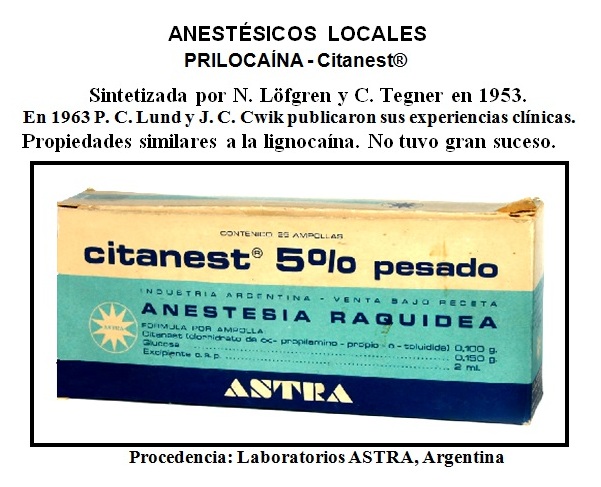 ANESTÉSICOS LOCALES
PRILOCAÍNA - Citanest®
Sintetizada por N. Löfgren y C. Tegner en 1953.
En 1963 P. C. Lund y J. C. Cwik publicaron sus experiencias clínicas.
Propiedades similares a la lignocaína. No tuvo gran suceso.
CONTENIDO 25 AMPOLLAS
citanest® 5% pesado
INDUSTRIA ARGENTINA - VENTA BAJO RECETA
ANESTESIA RAQUIDEA
ASTRA
FORMULA POR AMPOLLA
Citanest (clorhidrato de oc- propilamino - propio - o - toluidida) 0,100 g.
Glucosa 0,150 g.
Excipiente c.s.p. 2 ml.
ASTRA
Procedencia: Laboratorios ASTRA, Argentina